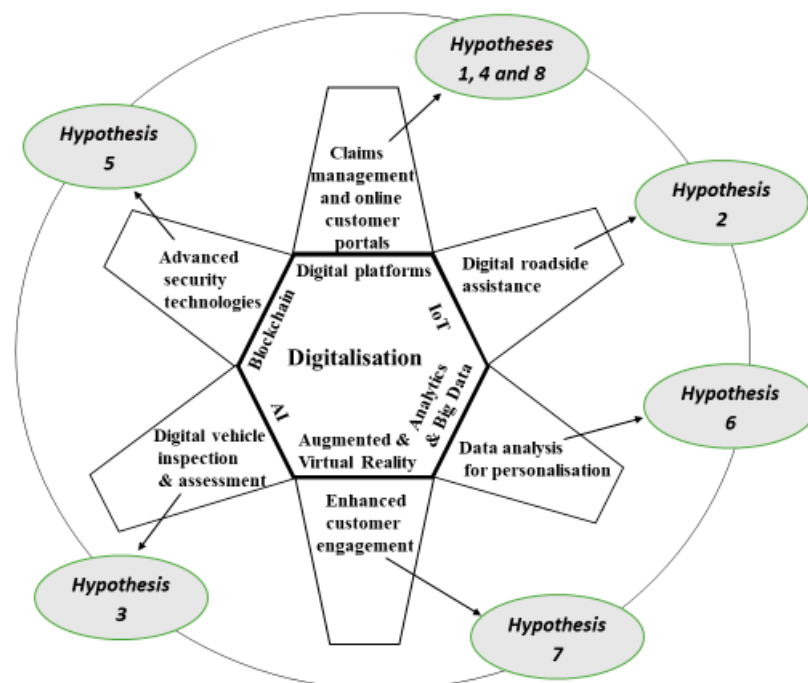 Hypotheses
1, 4 and 8
Hypothesis
5
Hypothesis
2
Claims
management
and online
customer
portals
Advanced
security
technologies
Digital roadside
assistance
Digital platforms
Blockchain
IoT
Digitalisation
Analytics
& Big Data
AI
Augmented &
Virtual Reality
Digital vehicle
inspection
& assessment
Data analysis
for personalisation
Hypothesis
6
Enhanced
customer
engagement
Hypothesis
3
Hypothesis
7